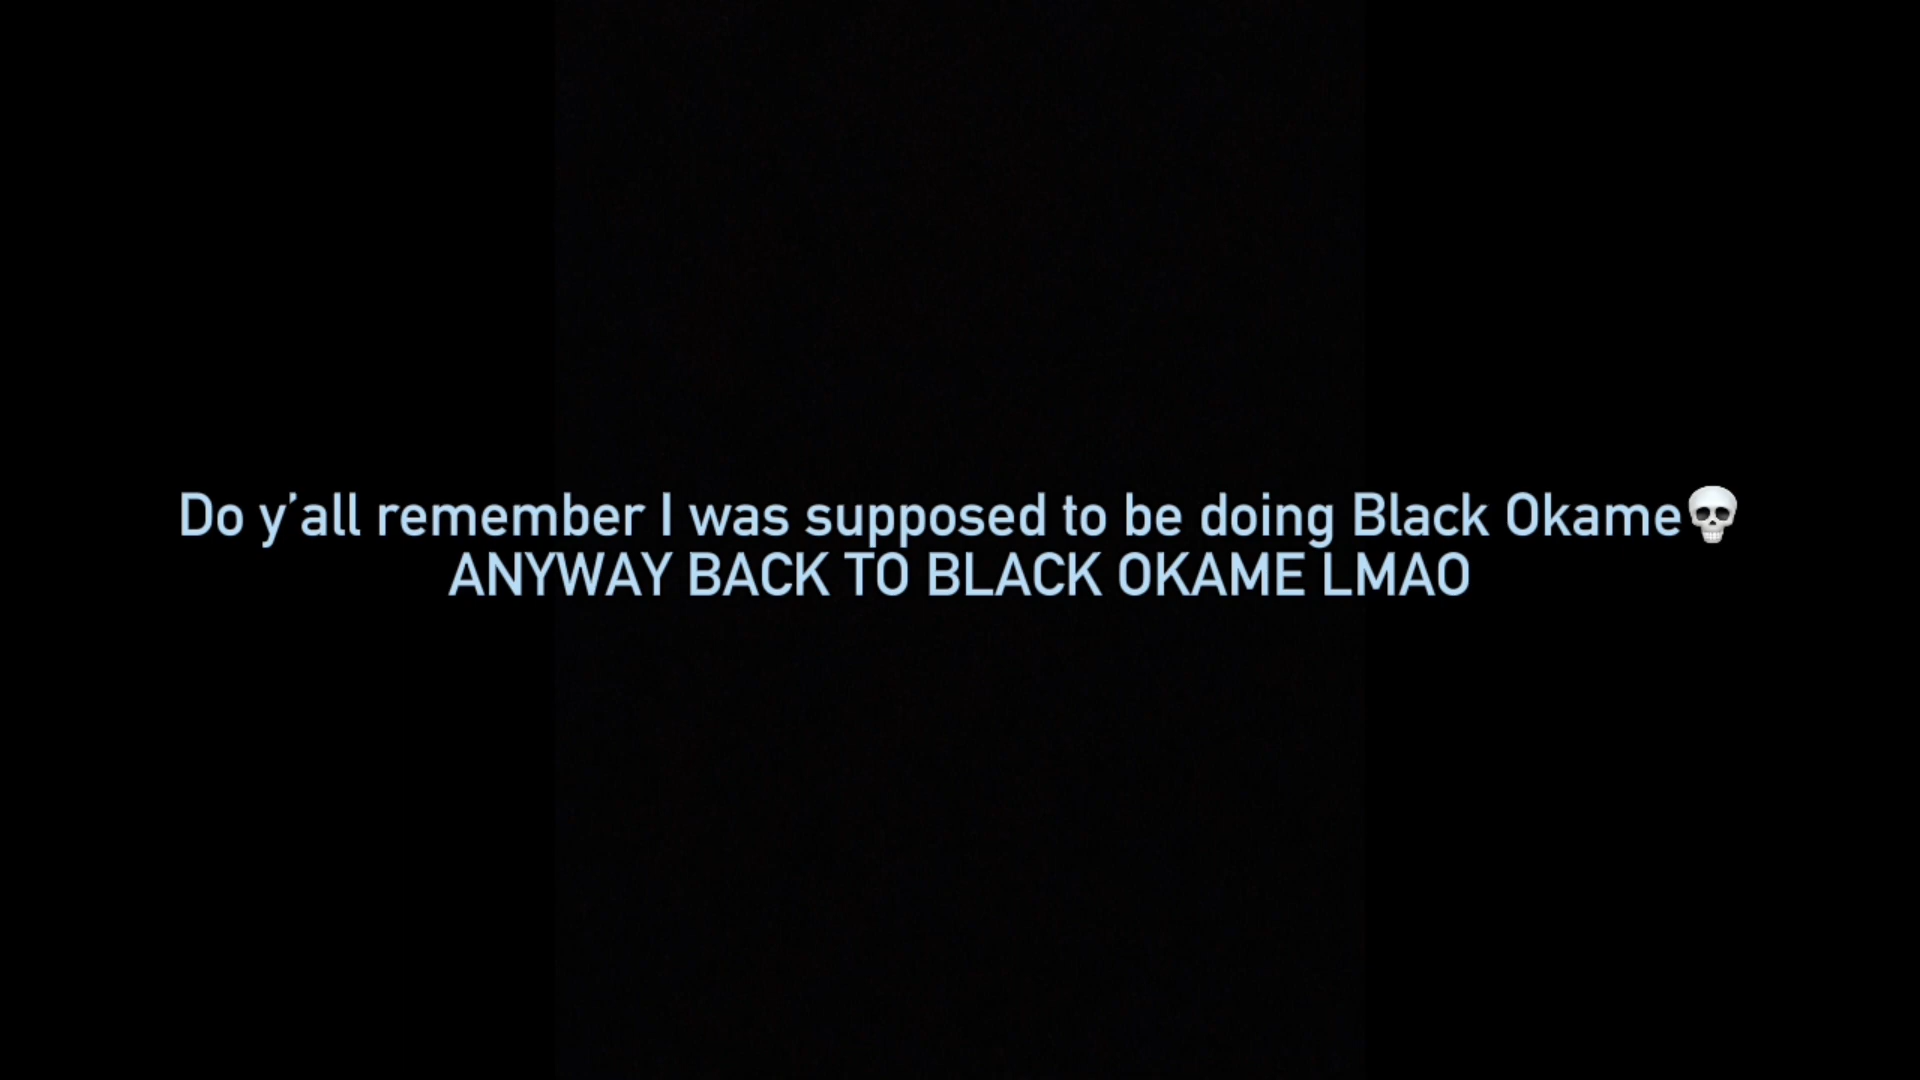 Do y’all remember I was supposed to be doing Black Okame💀
ANYWAY BACK TO BLACK OKAME LMAO